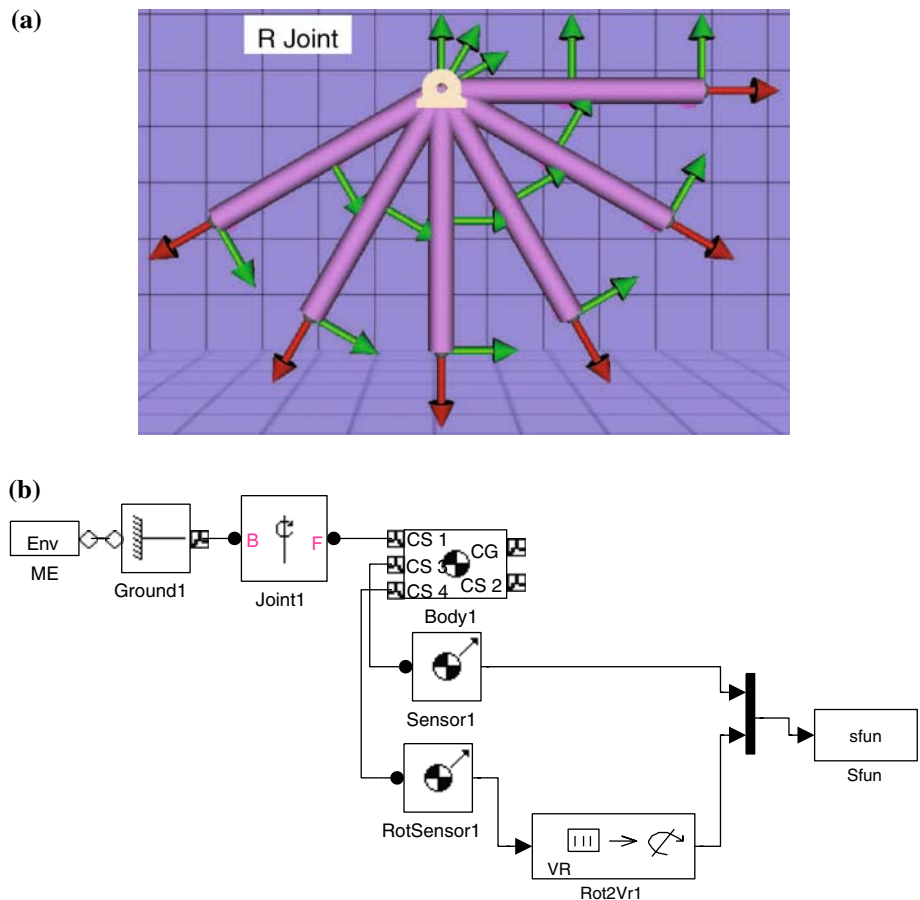 (a)
R Joint
(b)
Env
ME
Ground1
B
F
Joint1
CS 1
CS 3
CS 4
CG
CS 2
Body1
Sensor1
RotSensor1
VR
Rot2Vr1
sfun
Sfun